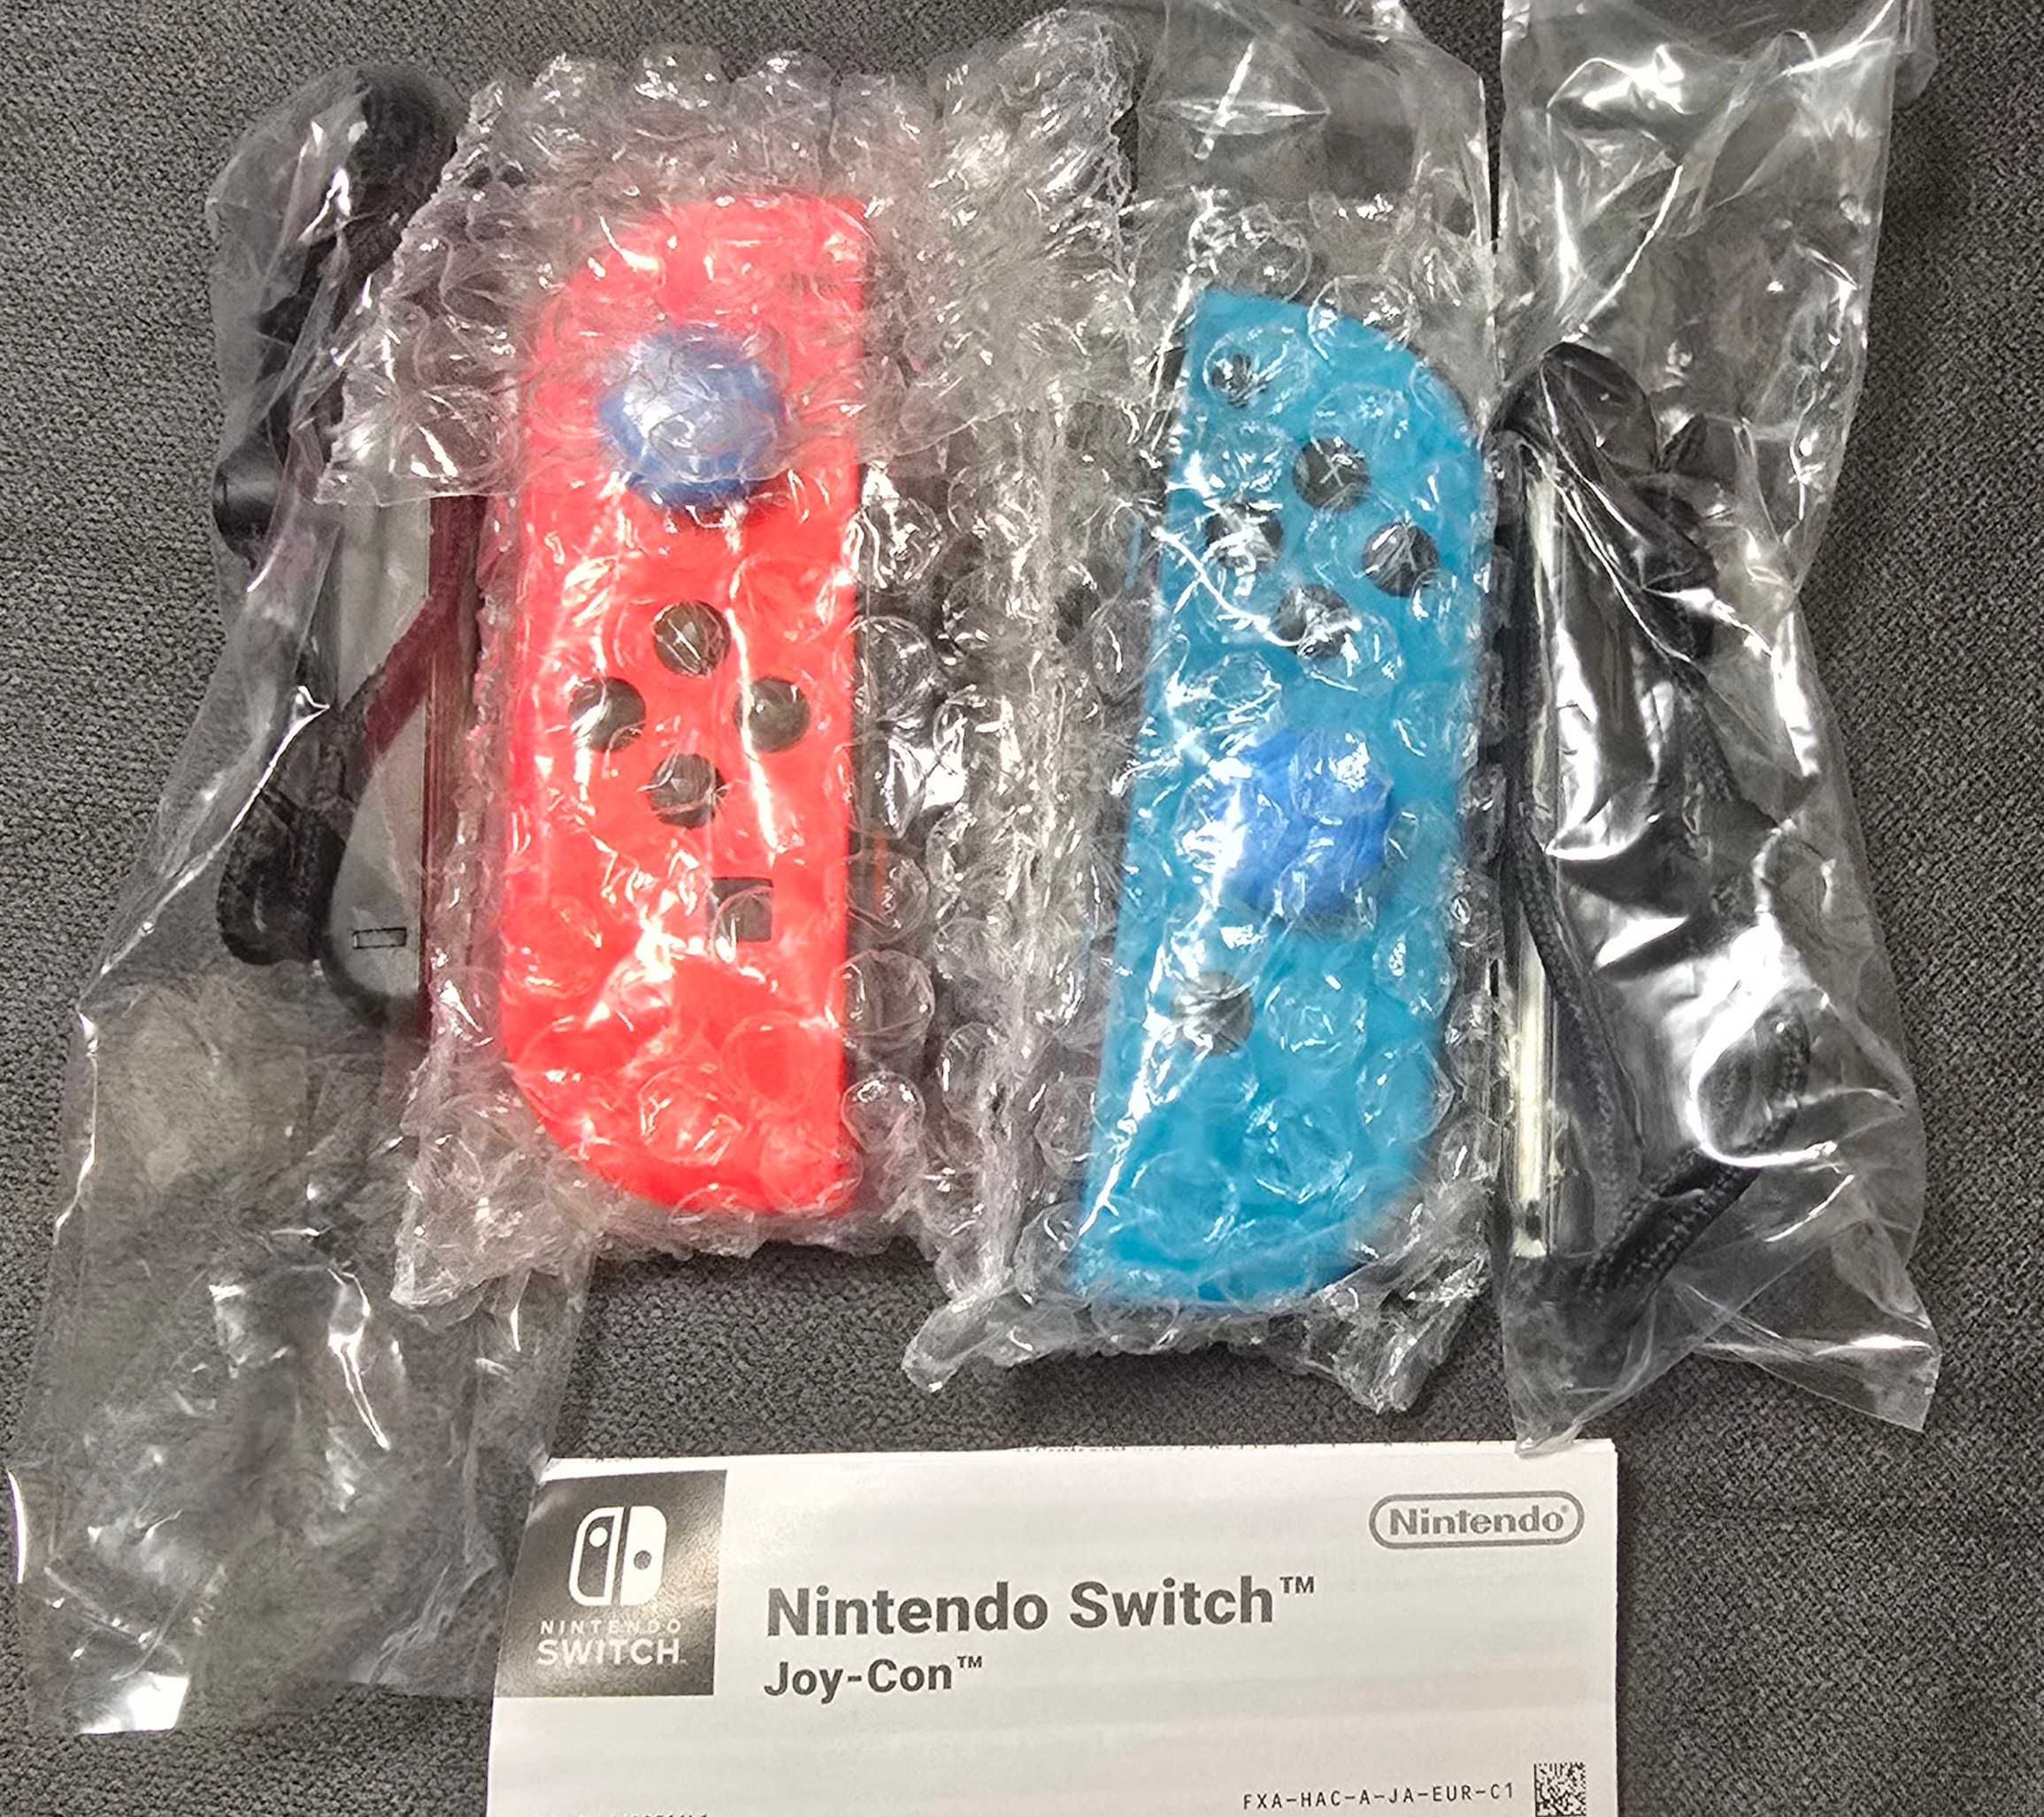 NINTENDO
SWITCH
Nintendo
Nintendo Switch™
Joy-Con™
FXA-HAC-A-JA-EUR-C1